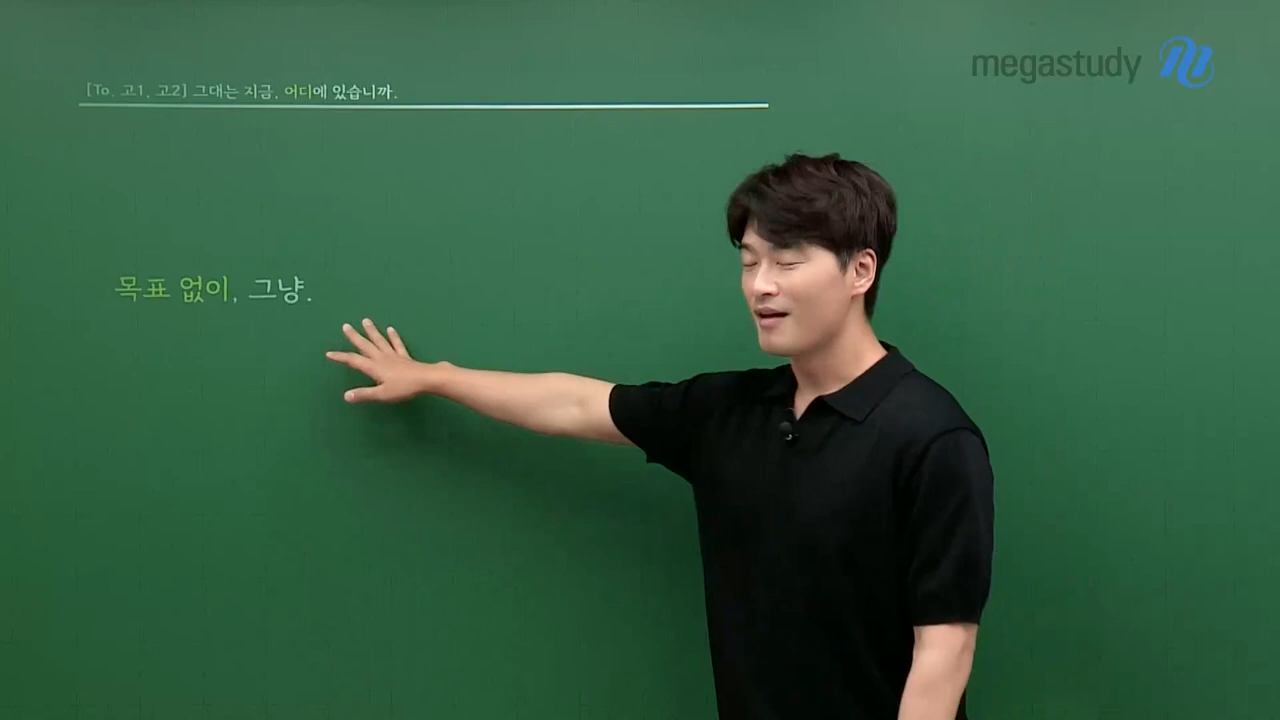 megastudy
[To. 고1, 고2] 그대는 지금, 어디에 있습니까.
목표 없이, 그냥.